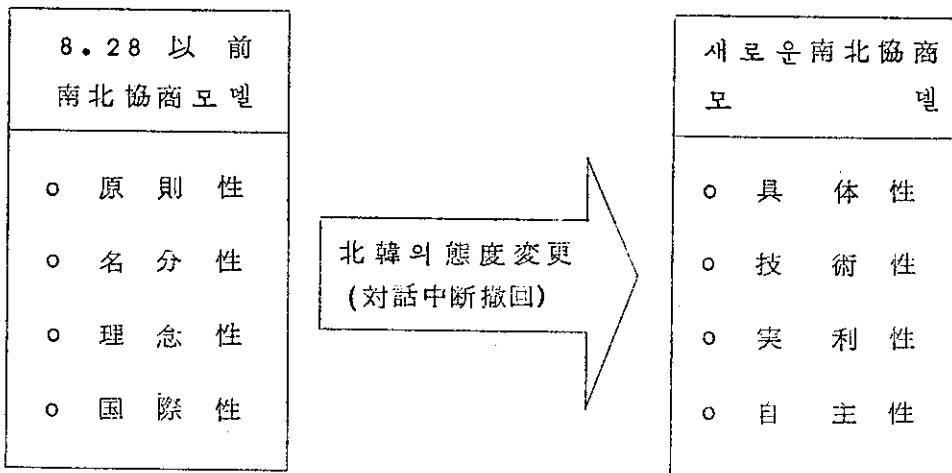 8.28 以 前
南北協商모델
o 原 則 性
o 名 分 性
o 理 念 性
o 国 際 性
北韓의 態度変更
(対話中断撤回)
새로운南北協商
모 델
o 具 体 性
o 技 術 性
o 実 利 性
o 自 主 性